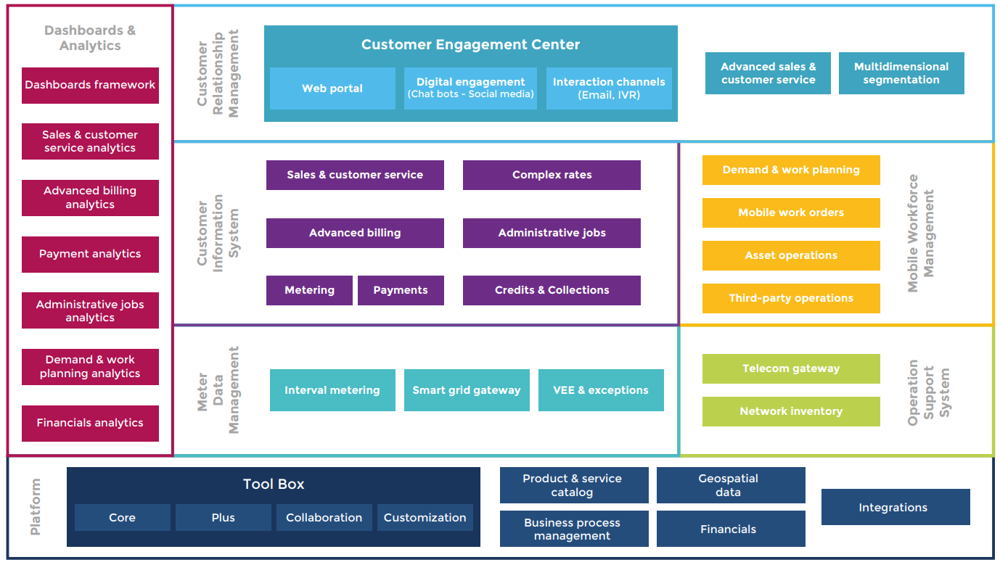 Dashboards &
Analytics
Dashboards framework
Sales & customer
service analytics
Advanced billing
analytics
Payment analytics
Administrative jobs
analytics
Demand & work
planning analytics
Financials analytics
Customer
Relationship
Management
Customer Engagement Center
Web portal
Digital engagement
(Chat bots - Social media)
Interaction channels
(Email, IVR)
Advanced sales &
customer service
Multidimensional
segmentation
Customer
Information
System
Sales & customer service
Complex rates
Advanced billing
Administrative jobs
Metering
Payments
Credits & Collections
Demand & work planning
Mobile work orders
Asset operations
Third-party operations
Mobile Workforce
Management
Meter
Data
Management
Interval metering
Smart grid gateway
VEE & exceptions
Telecom gateway
Network inventory
Operation
Support
System
Platform
Tool Box
Core
Plus
Collaboration
Customization
Product & service
catalog
Geospatial
data
Business process
management
Financials
Integrations